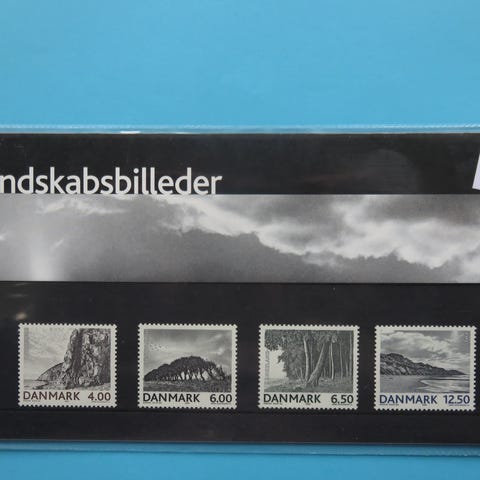 ndskabsbilleder
DANMARK 4.00
DANMARK 6.00
DANMARK 6.50
DANMARK 12.50